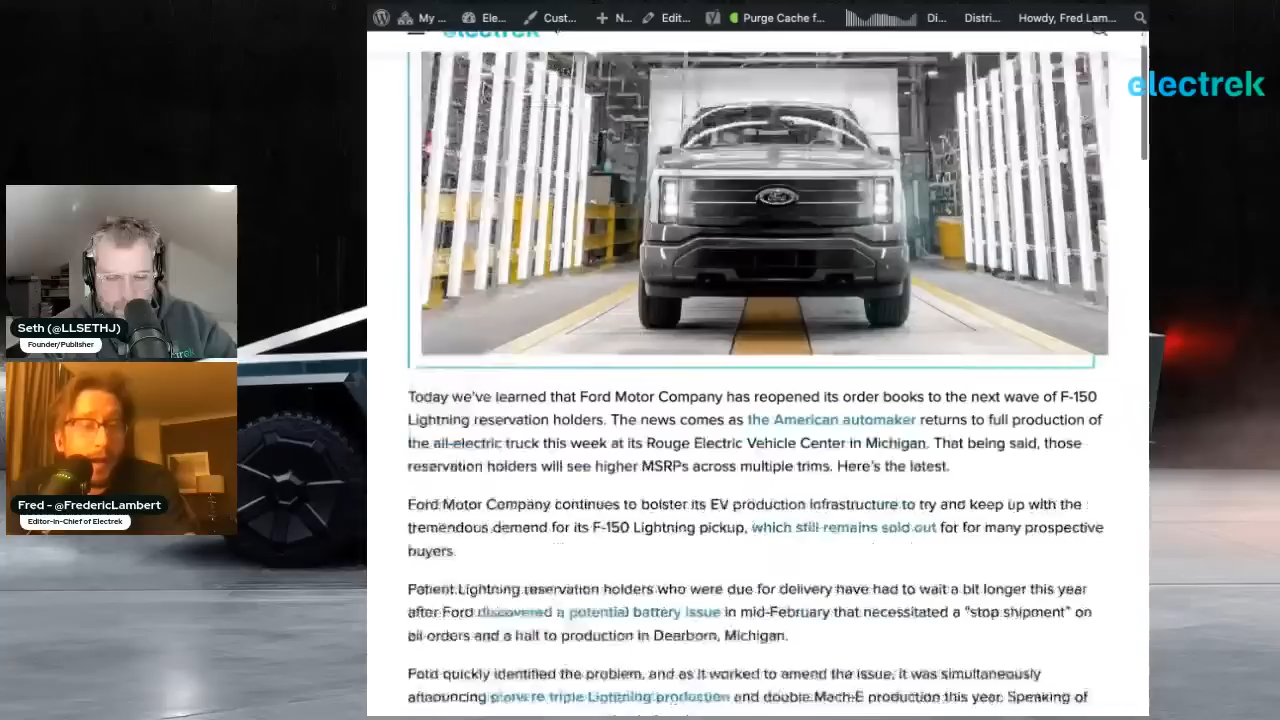 My ...
Ele...
Cust...
N...
Edit...
Purge Cache f...
Di...
Distri...
Howdy, Fred Lam...
electrek
electrek
Ford
Seth (@LLSETHJ)
Founder/Publisher
Fred - @FredericLambert
Editor-in-Chief of Electrek
Today we've learned that Ford Motor Company has reopened its order books to the next wave of F-150
Lightning reservation holders. The news comes as the American automaker returns to full production of
the all-electric truck this week at its Rouge Electric Vehicle Center in Michigan. That being said, those
reservation holders will see higher MSRPs across multiple trims. Here's the latest.
Ford Motor Company continues to bolster its EV production infrastructure to try and keep up with the
tremendous demand for its F-150 Lightning pickup, which still remains sold out for for many prospective
buyers.
Patient Lightning reservation holders who were due for delivery have had to wait a bit longer this year
after Ford discovered a potential battery issue in mid-February that necessitated a "stop shipment" on
all orders and a halt to production in Dearborn, Michigan.
Ford quickly identified the problem, and as it worked to amend the issue, it was simultaneously
announcing plans to triple Lightning production and double Mach-E production this year. Speaking of